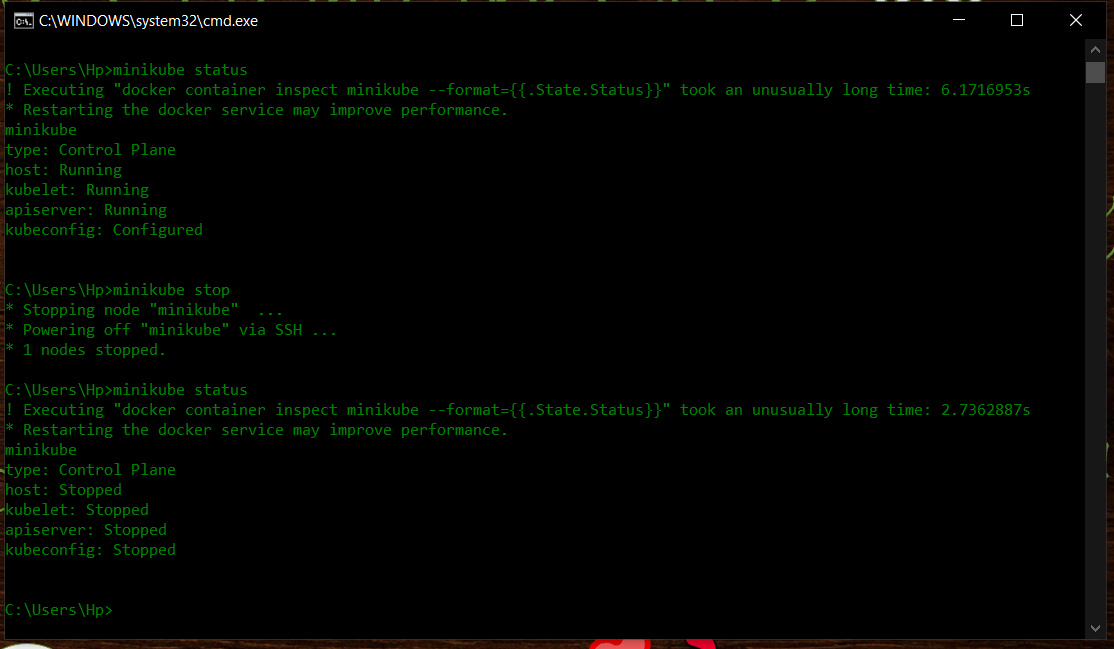 C:\WINDOWS\system32\cmd.exe
C:\Users\Hp>minikube status
! Executing "docker container inspect minikube --format={{.State.Status}}" took an unusually long time: 6.1716953s
* Restarting the docker service may improve performance.
minikube
type: Control Plane
host: Running
kubelet: Running
apiserver: Running
kubeconfig: Configured
C:\Users\Hp>minikube stop
* Stopping node "minikube"  ...
* Powering off "minikube" via SSH ...
* 1 nodes stopped.
C:\Users\Hp>minikube status
! Executing "docker container inspect minikube --format={{.State.Status}}" took an unusually long time: 2.7362887s
* Restarting the docker service may improve performance.
minikube
type: Control Plane
host: Stopped
kubelet: Stopped
apiserver: Stopped
kubeconfig: Stopped
C:\Users\Hp>